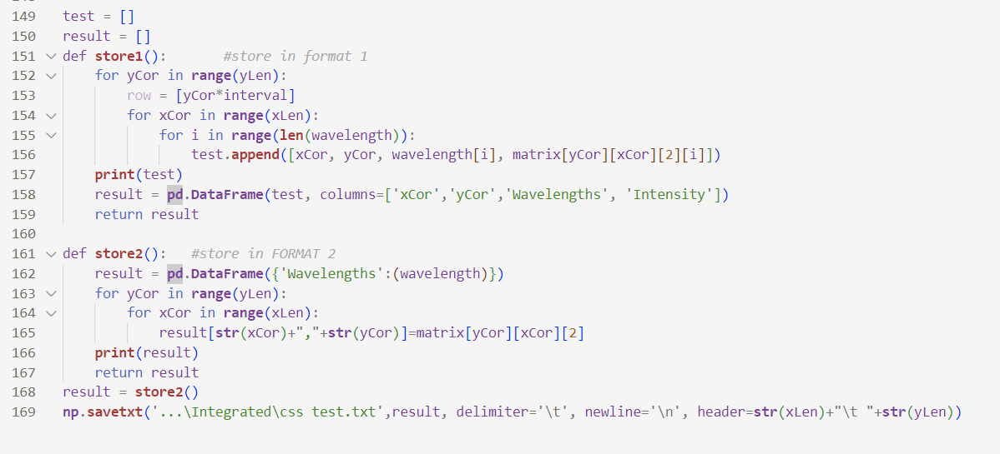 149 test = []
150 result = []
151 def store1():       #store in format 1
152     for yCor in range(yLen):
153         row = [yCor*interval]
154         for xCor in range(xLen):
155             for i in range(len(wavelength)):
156                 test.append([xCor, yCor, wavelength[i], matrix[yCor][xCor][2][i]])
157     print(test)
158     result = pd.DataFrame(test, columns=['xCor','yCor','Wavelengths', 'Intensity'])
159     return result
160
161 def store2():   #store in FORMAT 2
162     result = pd.DataFrame({'Wavelengths':(wavelength)})
163     for yCor in range(yLen):
164         for xCor in range(xLen):
165             result[str(xCor)+","+str(yCor)]=matrix[yCor][xCor][2]
166     print(result)
167     return result
168 result = store2()
169 np.savetxt('...\Integrated\css test.txt',result, delimiter='\t', newline='\n', header=str(xLen)+"\t "+str(yLen))